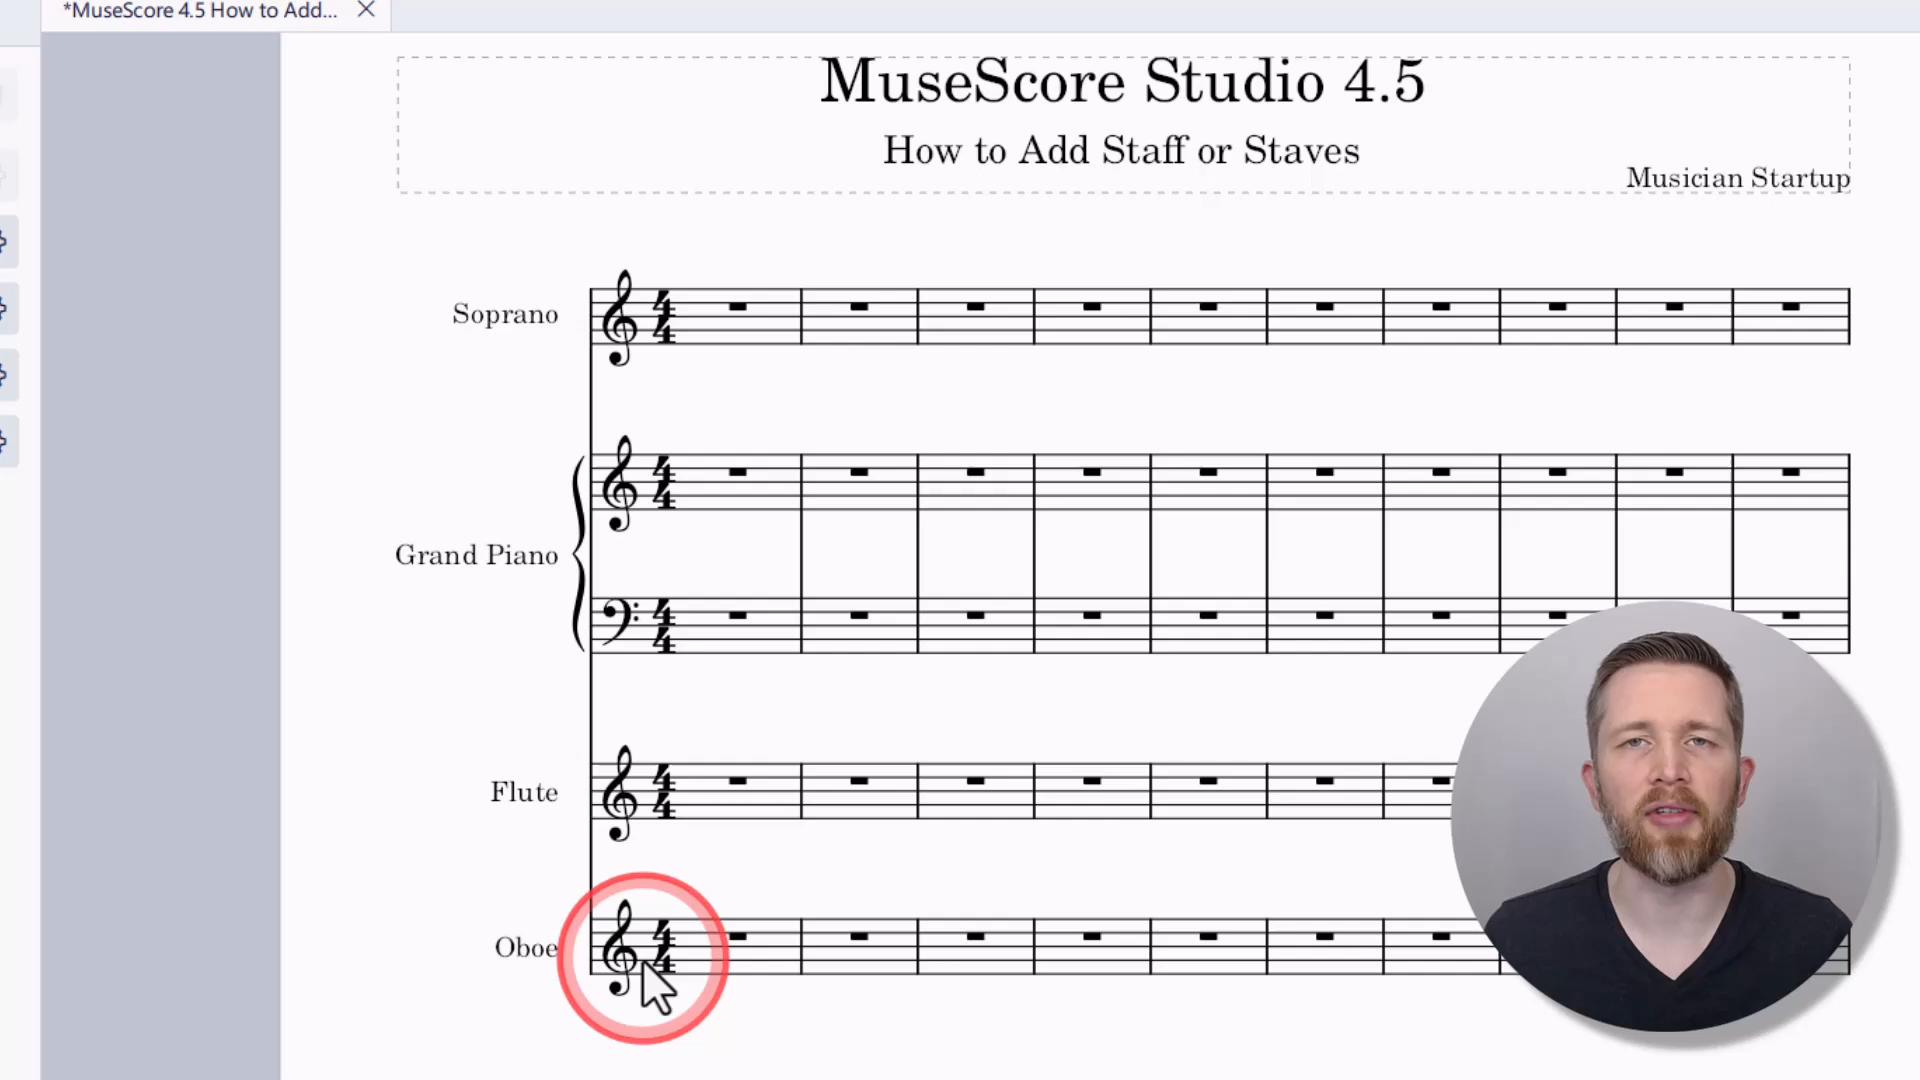 *MuseScore 4.5 How to Add...
MuseScore Studio 4.5
How to Add Staff or Staves
Musician Startup
Soprano
Grand Piano
Flute
Oboe